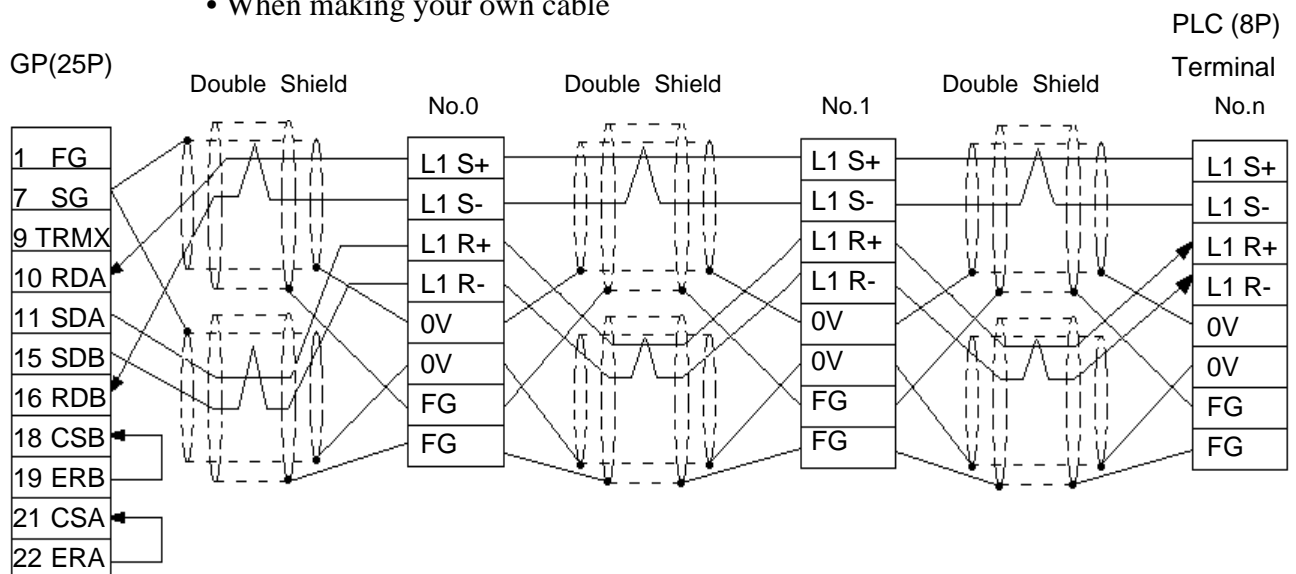 • When making your own cable
PLC (8P)
GP(25P)
Terminal
Double Shield
Double Shield
Double Shield
No.0
No.1
No.n
1 FG
7 SG
9 TRMX
10 RDA
11 SDA
15 SDB
16 RDB
18 CSB
19 ERB
21 CSA
22 ERA
L1 S+
L1 S-
L1 R+
L1 R-
0V
0V
FG
FG
L1 S+
L1 S-
L1 R+
L1 R-
0V
0V
FG
FG
L1 S+
L1 S-
L1 R+
L1 R-
0V
0V
FG
FG